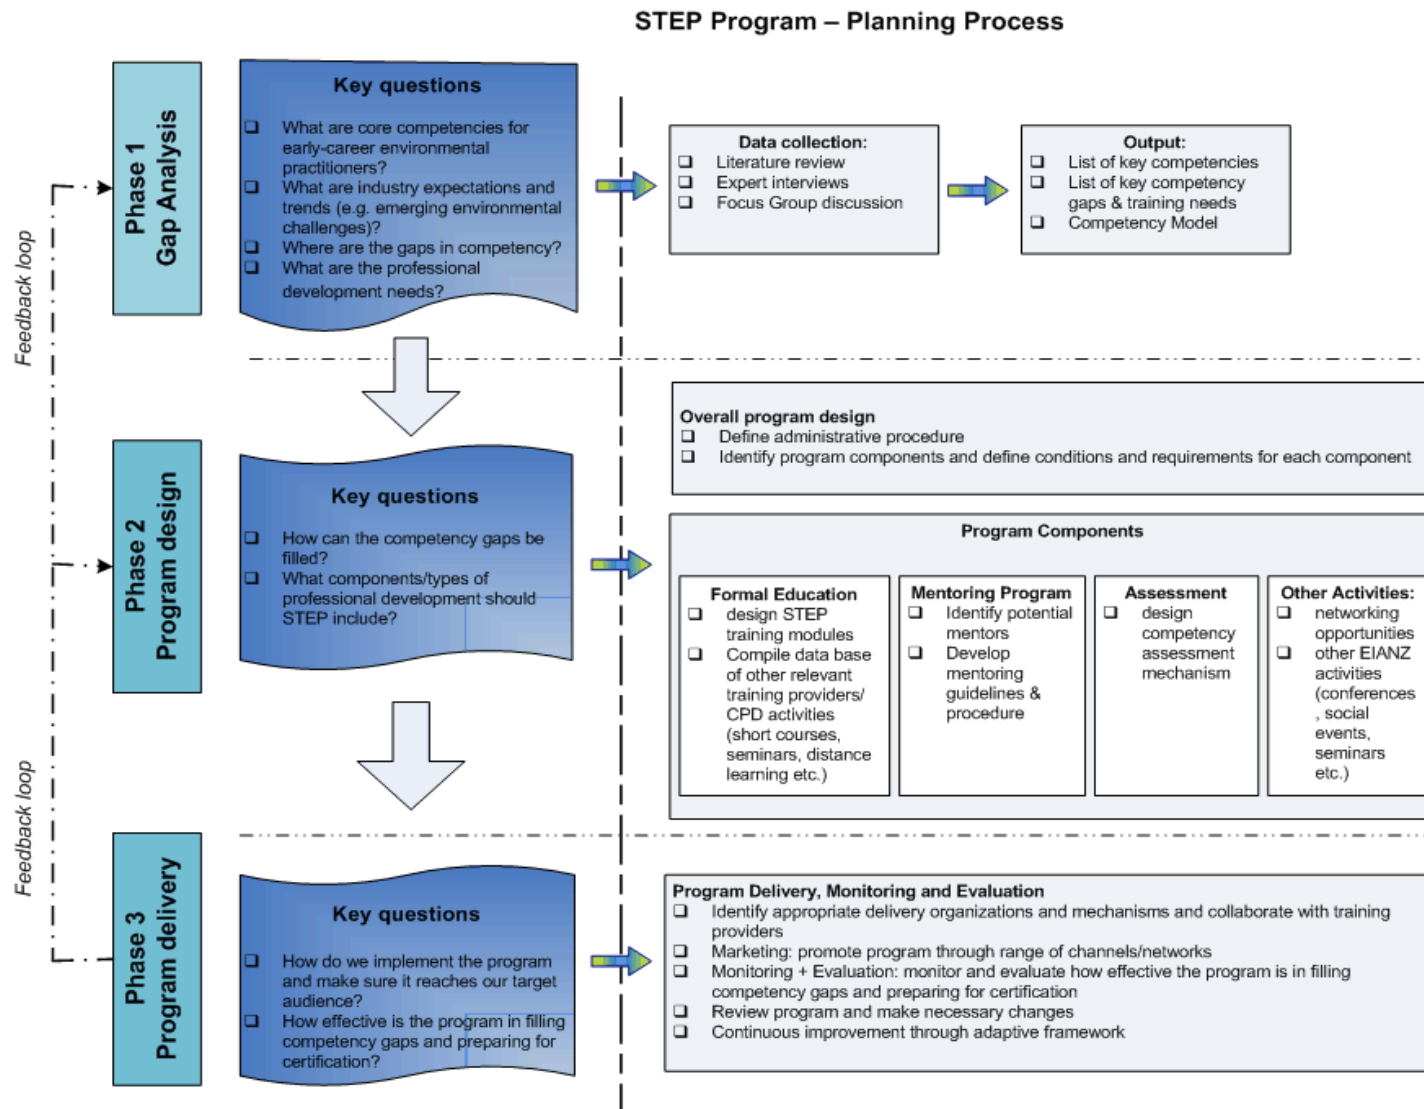 STEP Program – Planning Process
Feedback loop
Feedback loop
Phase 1
Gap Analysis
Key questions
❑ What are core competencies for
early-career environmental
practitioners?
❑ What are industry expectations and
trends (e.g. emerging environmental
challenges)?
❑ Where are the gaps in competency?
❑ What are the professional
development needs?
Data collection:
❑ Literature review
❑ Expert interviews
❑ Focus Group discussion
Output:
❑ List of key competencies
❑ List of key competency
gaps & training needs
❑ Competency Model
Phase 2
Program design
Key questions
❑ How can the competency gaps be
filled?
❑ What components/types of
professional development should
STEP include?
Overall program design
❑ Define administrative procedure
❑ Identify program components and define conditions and requirements for each component
Program Components
Formal Education
❑ design STEP
training modules
❑ Compile data base
of other relevant
training providers/
CPD activities
(short courses,
seminars, distance
learning etc.)
Mentoring Program
❑ Identify potential
mentors
❑ Develop
mentoring
guidelines &
procedure
Assessment
❑ design
competency
assessment
mechanism
Other Activities:
❑ networking
opportunities
❑ other EIANZ
activities
(conferences
, social
events,
seminars
etc.)
Phase 3
Program delivery
Key questions
❑ How do we implement the program
and make sure it reaches our target
audience?
❑ How effective is the program in filling
competency gaps and preparing for
certification?
Program Delivery, Monitoring and Evaluation
❑ Identify appropriate delivery organizations and mechanisms and collaborate with training
providers
❑ Marketing: promote program through range of channels/networks
❑ Monitoring + Evaluation: monitor and evaluate how effective the program is in filling
competency gaps and preparing for certification
❑ Review program and make necessary changes
❑ Continuous improvement through adaptive framework